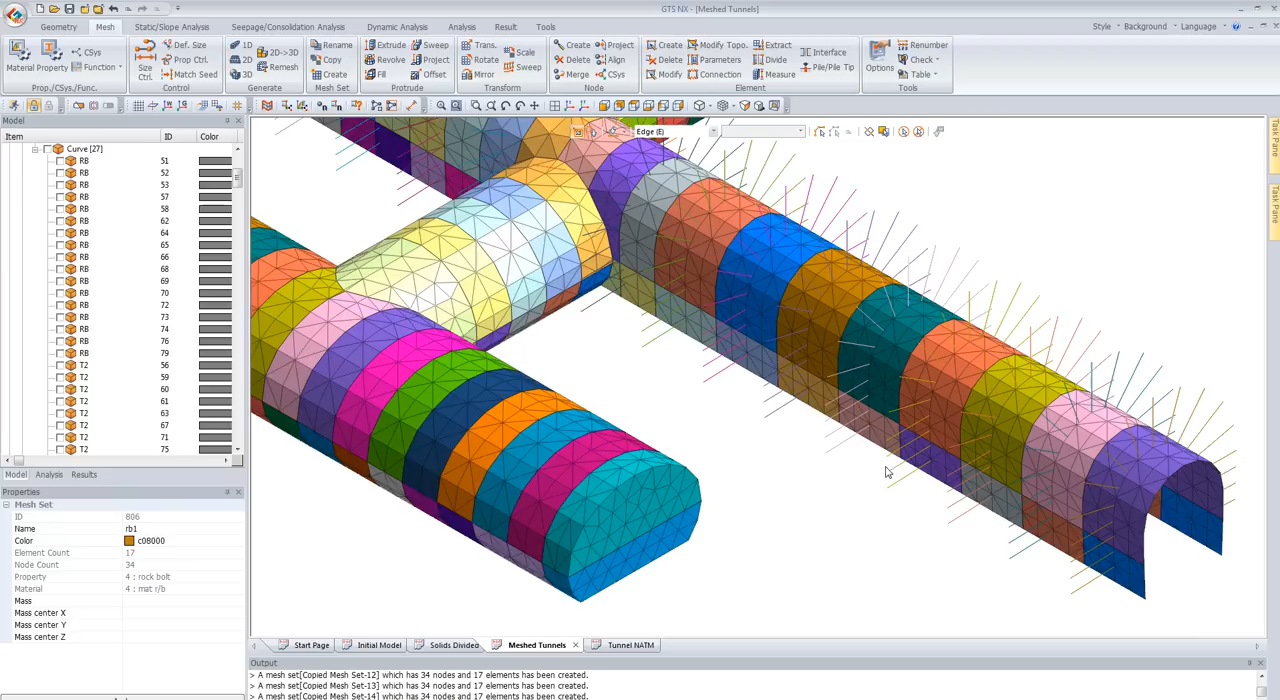 GTS NX - [Meshed Tunnels]
Geometry Mesh Static/Slope Analysis Seepage/Consolidation Analysis Dynamic Analysis Analysis Result Tools
Style Background Language
Material Property CSys Function
Prop./CSys./Func.
Size Ctrl. Def. Size Prop Ctrl. Match Seed
Control
1D 2D 3D 2D->3D Remesh
Generate
Rename Copy Create
Mesh Set
Extrude Revolve Fill Sweep Project Offset
Protrude
Trans. Rotate Mirror Scale Sweep
Transform
Create Delete Merge Project Align CSys
Node
Create Delete Modify Modify Topo. Parameters Connection Extract Divide Measure Interface Pile/Pile Tip
Element
Options Renumber Check Table
Tools
Model
Edge (E)
Item ID Color
Curve [27]
RB 51
RB 52
RB 53
RB 57
RB 58
RB 62
RB 64
RB 65
RB 66
RB 68
RB 69
RB 70
RB 72
RB 73
RB 74
RB 76
RB 79
T2 56
T2 59
T2 60
T2 61
T2 63
T2 67
T2 71
T2 75
Model Analysis Results
Properties
Mesh Set
ID 806
Name rb1
Color c08000
Element Count 17
Node Count 34
Property 4 : rock bolt
Material 4 : mat r/b
Mass
Mass center X
Mass center Y
Mass center Z
Task Pane
Task Pane
Start Page Initial Model Solids Divided Meshed Tunnels Tunnel NATM
Output
> A mesh set[Copied Mesh Set-12] which has 34 nodes and 17 elements has been created.
> A mesh set[Copied Mesh Set-13] which has 34 nodes and 17 elements has been created.
> A mesh set[Copied Mesh Set-14] which has 34 nodes and 17 elements has been created.